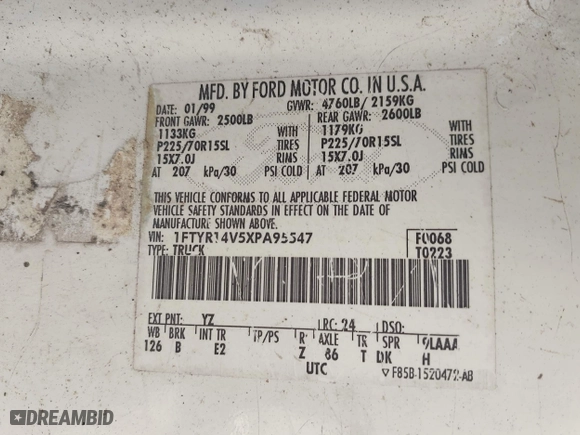 MFD. BY FORD MOTOR CO. IN U.S.A.
DATE: 01/99 GVWR: 4760LB/ 2159KG
FRONT GAWR: 2500LB REAR GAWR: 2600LB
1133KG WITH 1179KG WITH
P225/70R15SL TIRES P225/70R15SL TIRES
15X7.0J RIMS 15X7.0J RIMS
AT 207 kPa/30 PSI COLD AT 207 kPa/30 PSI COLD
THIS VEHICLE CONFORMS TO ALL APPLICABLE FEDERAL MOTOR
VEHICLE SAFETY STANDARDS IN EFFECT ON THE DATE OF
MANUFACTURE SHOWN ABOVE.
VIN: 1FTYR14V5XPA95547 F0068
TYPE: TRUCK T0223
EXT PNT: YZ RC: 24 DSO:
WB BRK INT TR TP/PS R AXLE TR SPR 9LAAA
126 B E2 Z 86 T DK H
UTC
F85B-1520472-AB
DREAMBID